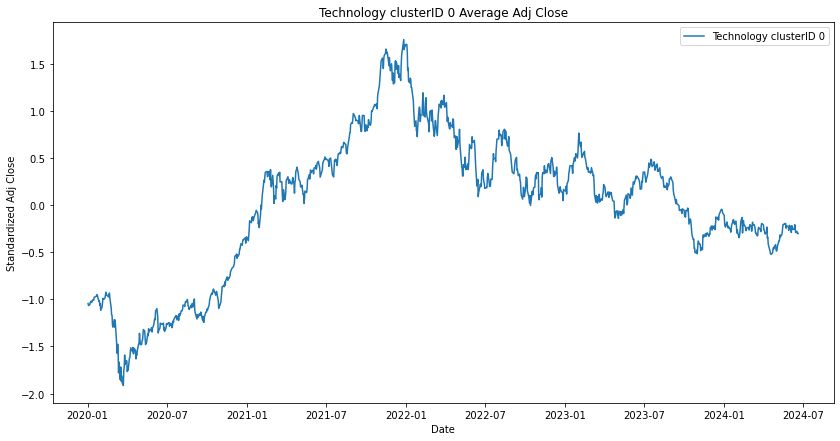 Technology clusterID 0 Average Adj Close
Technology clusterID 0
Standardized Adj Close
1.5
1.0
0.5
0.0
−0.5
−1.0
−1.5
−2.0
2020-01 2020-07 2021-01 2021-07 2022-01 2022-07 2023-01 2023-07 2024-01 2024-07
Date